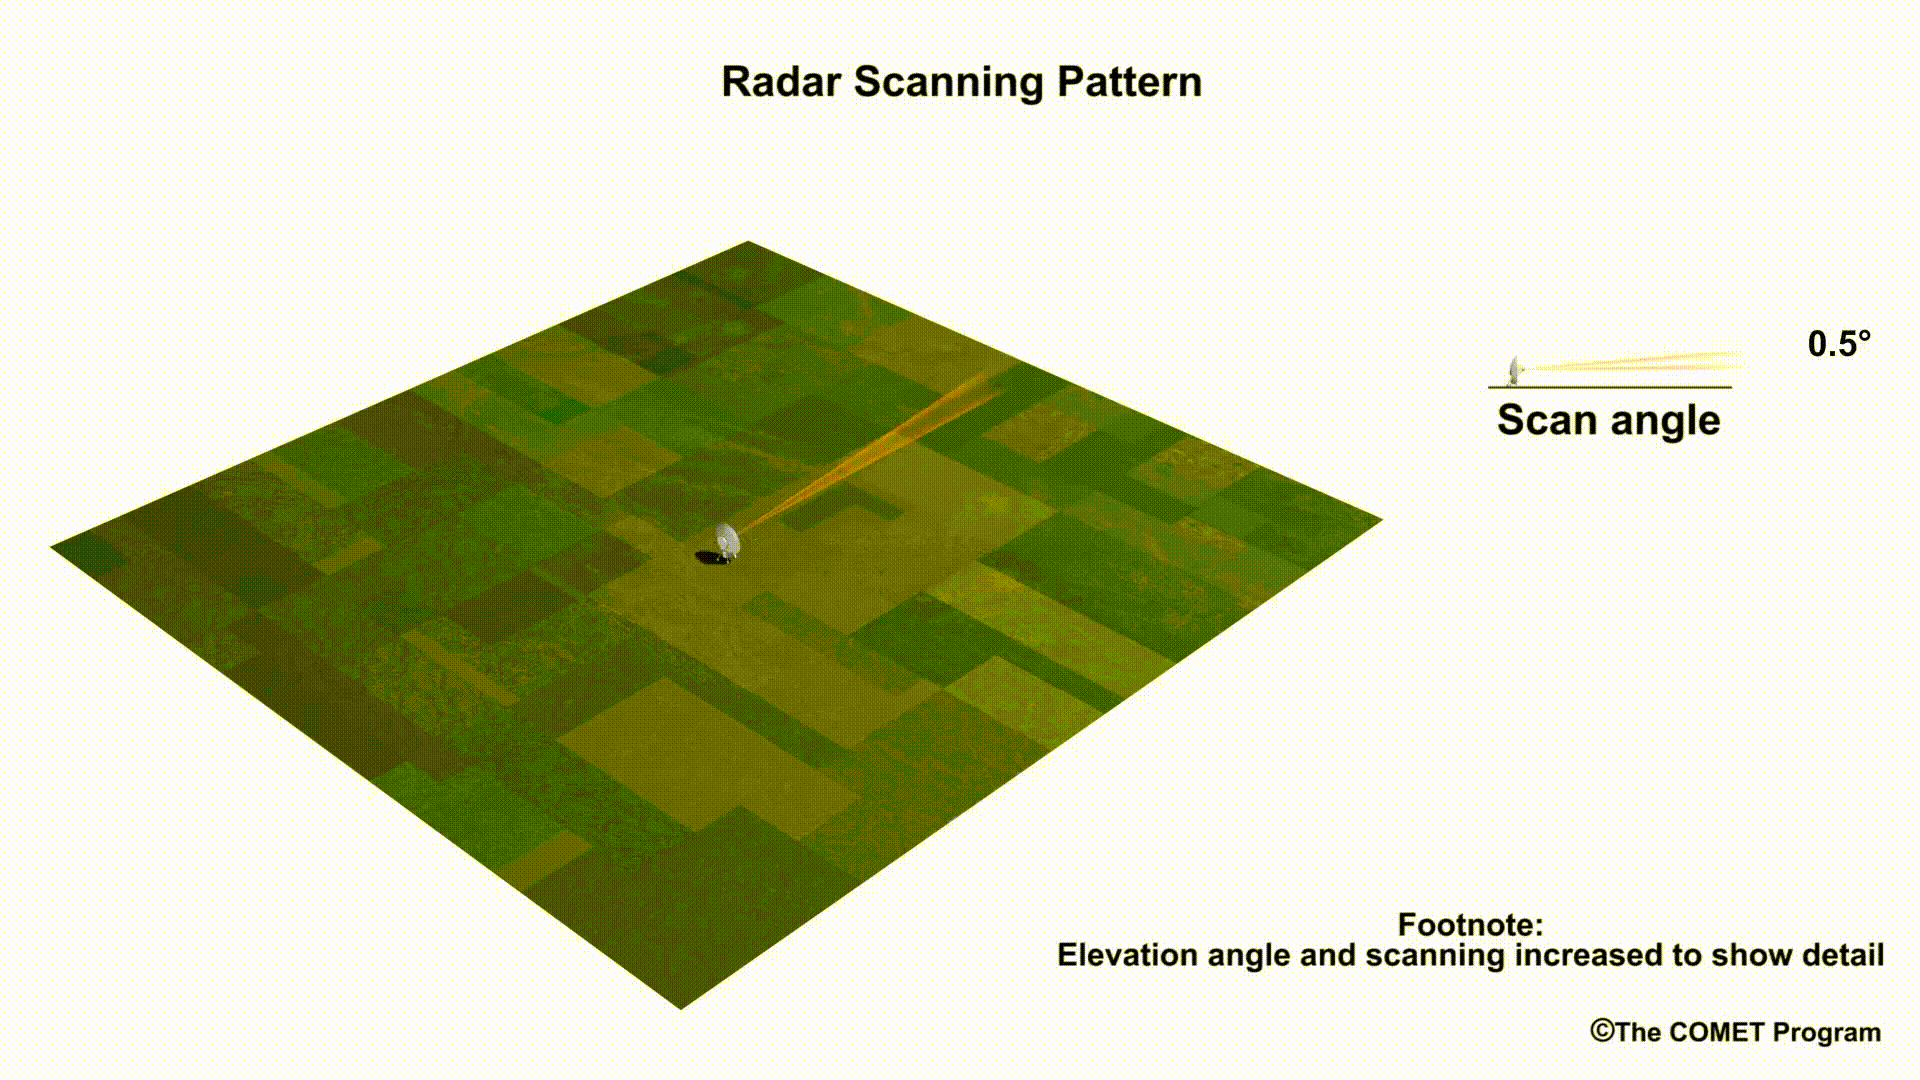 Radar Scanning Pattern
0.5°
Scan angle
Footnote:
Elevation angle and scanning increased to show detail
©The COMET Program